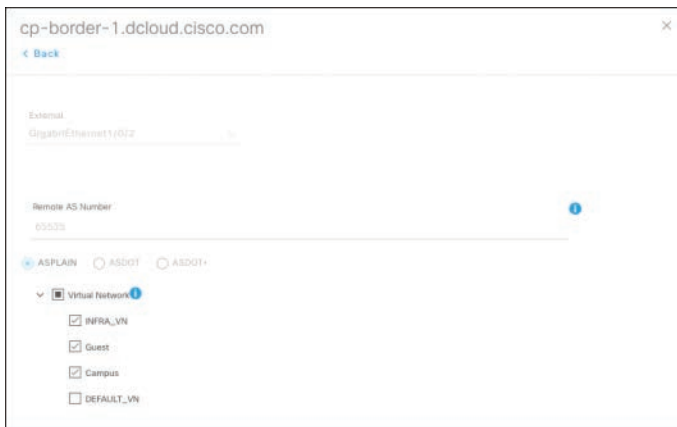 cp-border-1.dcloud.cisco.com
< Back
External
GigabitEthernet1/0/2
Remote AS Number
65535
ASPLAIN ASDOT ASDOT+
Virtual Network
INFRA_VN
Guest
Campus
DEFAULT_VN